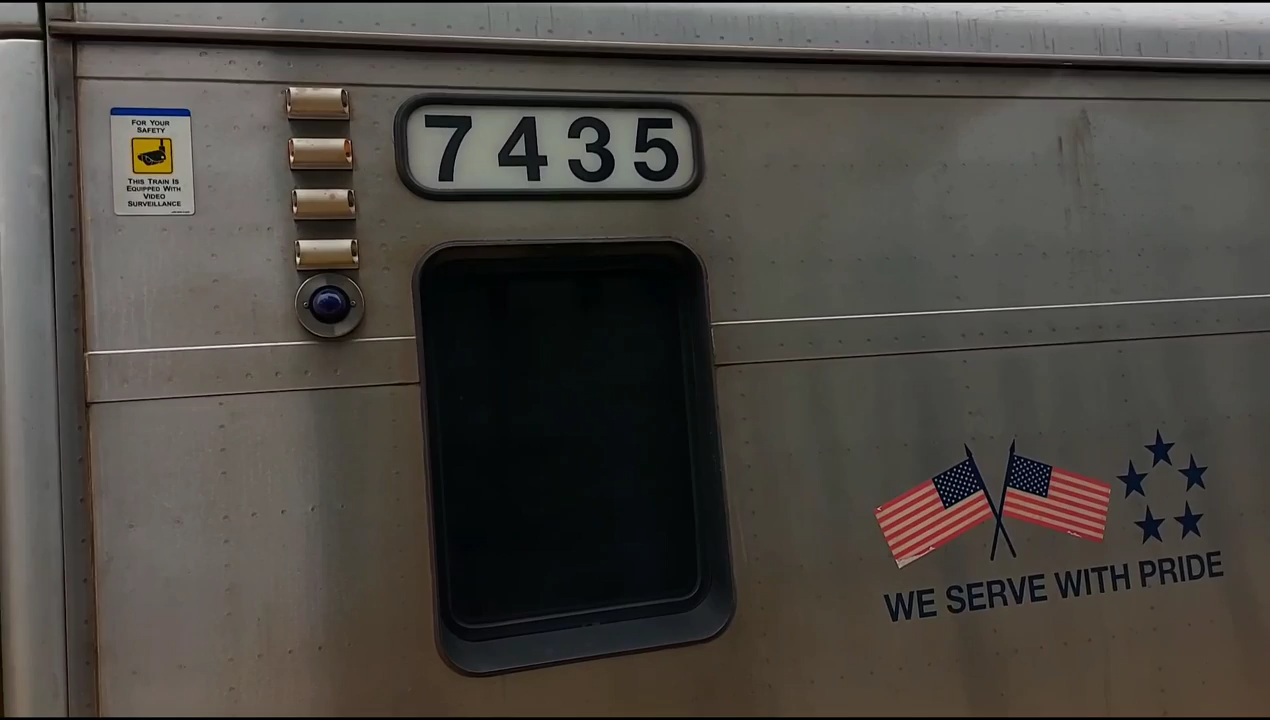 7435
FOR YOUR
SAFETY
THIS TRAIN IS
EQUIPPED WITH
VIDEO
SURVEILLANCE
WE SERVE WITH PRIDE